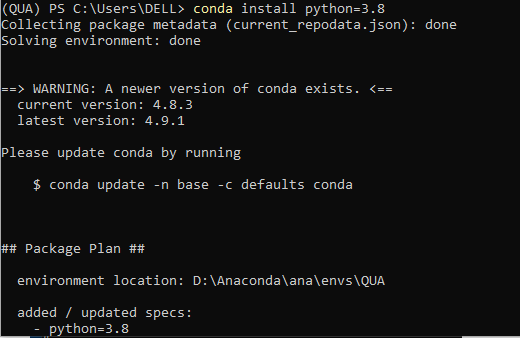 (QUA) PS C:\Users\DELL> conda install python=3.8
Collecting package metadata (current_repodata.json): done
Solving environment: done
==> WARNING: A newer version of conda exists. <==
current version: 4.8.3
latest version: 4.9.1
Please update conda by running
$ conda update -n base -c defaults conda
## Package Plan ##
environment location: D:\Anaconda\ana\envs\QUA
added / updated specs:
- python=3.8